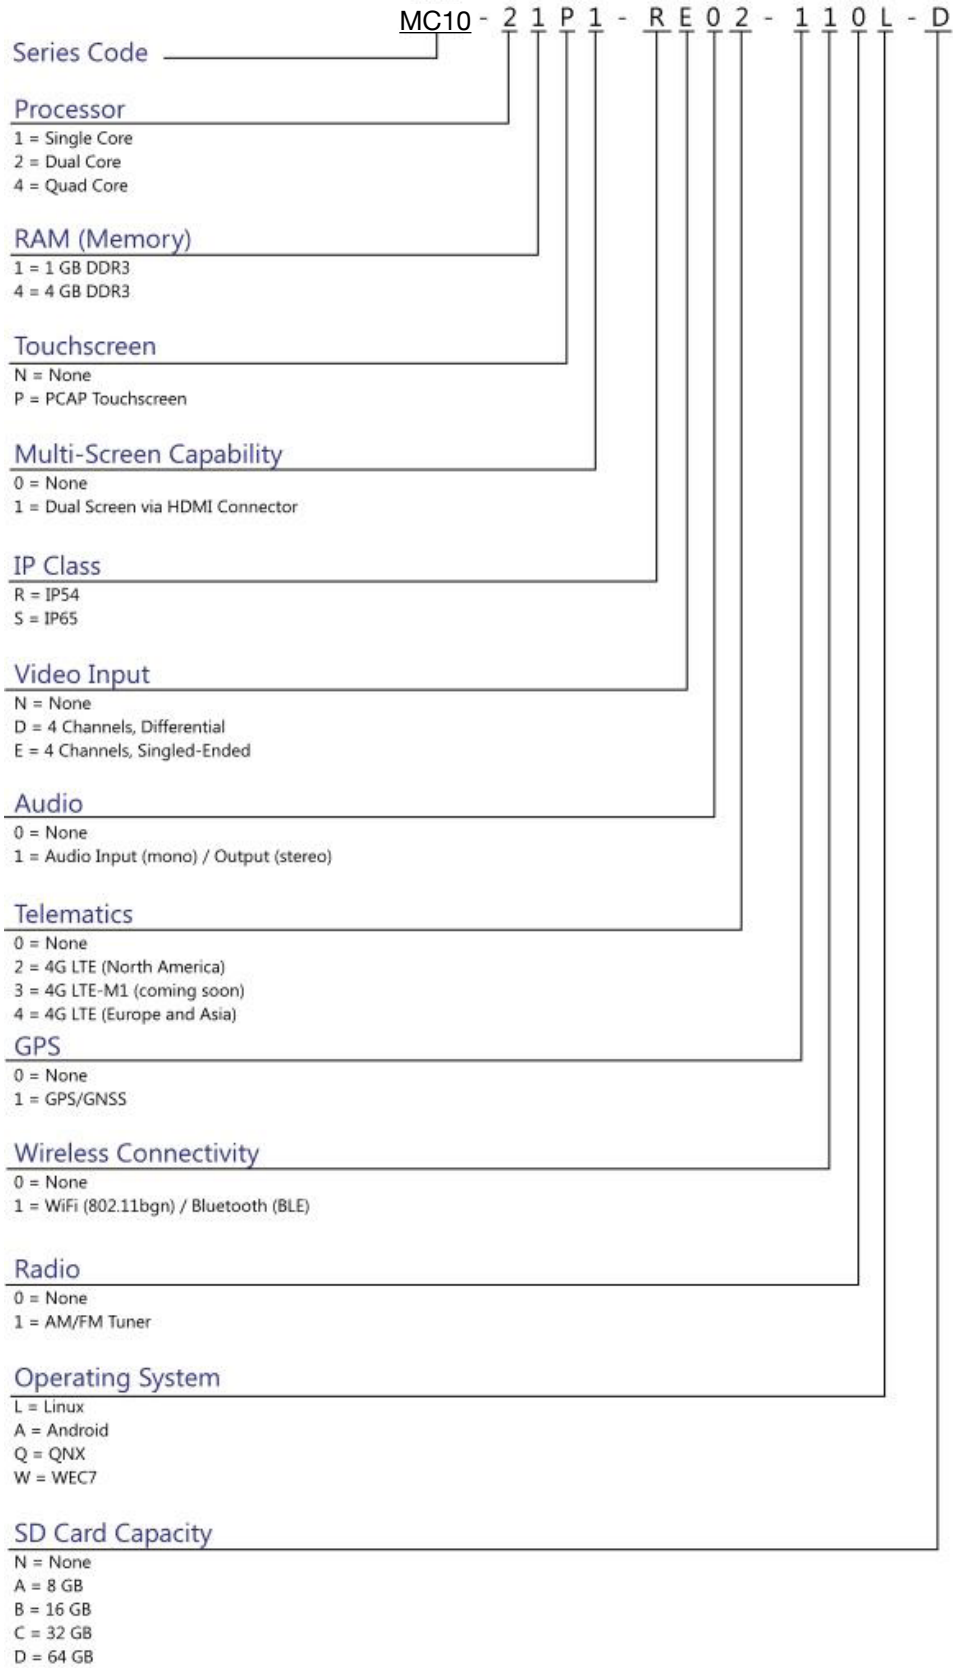 MC10 - 2 1 P 1 - R E 0 2 - 1 1 0 L - D
Series Code
Processor
1 = Single Core
2 = Dual Core
4 = Quad Core
RAM (Memory)
1 = 1 GB DDR3
4 = 4 GB DDR3
Touchscreen
N = None
P = PCAP Touchscreen
Multi-Screen Capability
0 = None
1 = Dual Screen via HDMI Connector
IP Class
R = IP54
S = IP65
Video Input
N = None
D = 4 Channels, Differential
E = 4 Channels, Singled-Ended
Audio
0 = None
1 = Audio Input (mono) / Output (stereo)
Telematics
0 = None
2 = 4G LTE (North America)
3 = 4G LTE-M1 (coming soon)
4 = 4G LTE (Europe and Asia)
GPS
0 = None
1 = GPS/GNSS
Wireless Connectivity
0 = None
1 = WiFi (802.11bgn) / Bluetooth (BLE)
Radio
0 = None
1 = AM/FM Tuner
Operating System
L = Linux
A = Android
Q = QNX
W = WEC7
SD Card Capacity
N = None
A = 8 GB
B = 16 GB
C = 32 GB
D = 64 GB